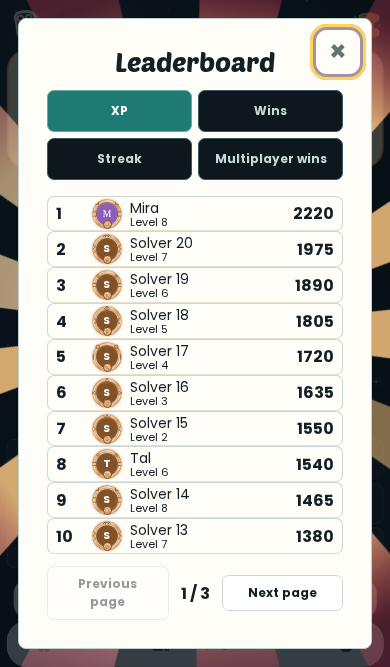 Leaderboard
✖
XP
Wins
Streak
Multiplayer wins
1 M Mira 2220
Level 8
2 S Solver 20 1975
Level 7
3 S Solver 19 1890
Level 6
4 S Solver 18 1805
Level 5
5 S Solver 17 1720
Level 4
6 S Solver 16 1635
Level 3
7 S Solver 15 1550
Level 2
8 T Tal 1540
Level 6
9 S Solver 14 1465
Level 8
10 S Solver 13 1380
Level 7
Previous
page
1 / 3
Next page